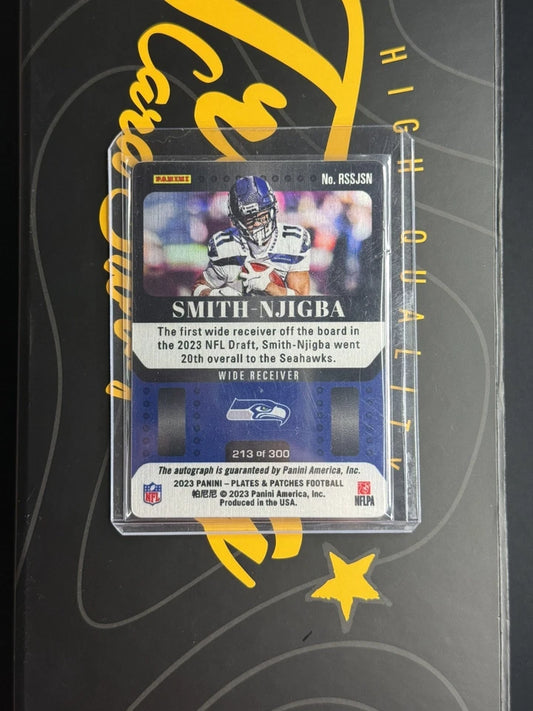 HIGH QUALITY
PANINI
No. RSSJSN
11
11
SMITH-NJIGBA
The first wide receiver off the board in
the 2023 NFL Draft, Smith-Njigba went
20th overall to the Seahawks.
WIDE RECEIVER
213 of 300
The autograph is guaranteed by Panini America, Inc.
2023 PANINI – PLATES & PATCHES FOOTBALL
帕尼尼 © 2023 Panini America, Inc.
Produced in the USA.
NFL
NFLPA